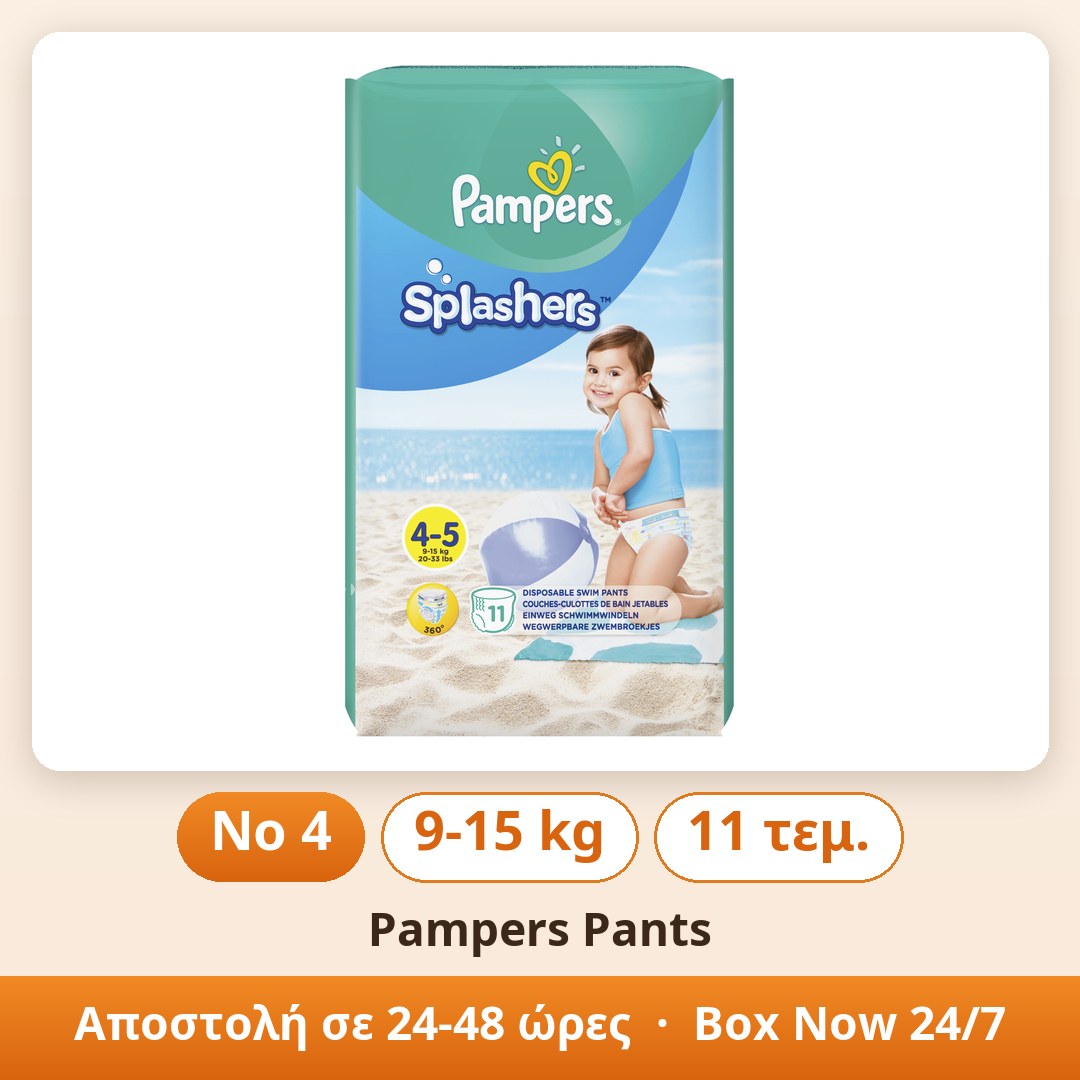 Pampers®
Splashers™
4-5
9-15 kg
20-33 lbs
360°
11
DISPOSABLE SWIM PANTS
COUCHES-CULOTTES DE BAIN JETABLES
EINWEG SCHWIMMWINDELN
WEGWERPBARE ZWEMBROEKJES
No 4
9-15 kg
11 τεμ.
Pampers Pants
Αποστολή σε 24-48 ώρες · Box Now 24/7